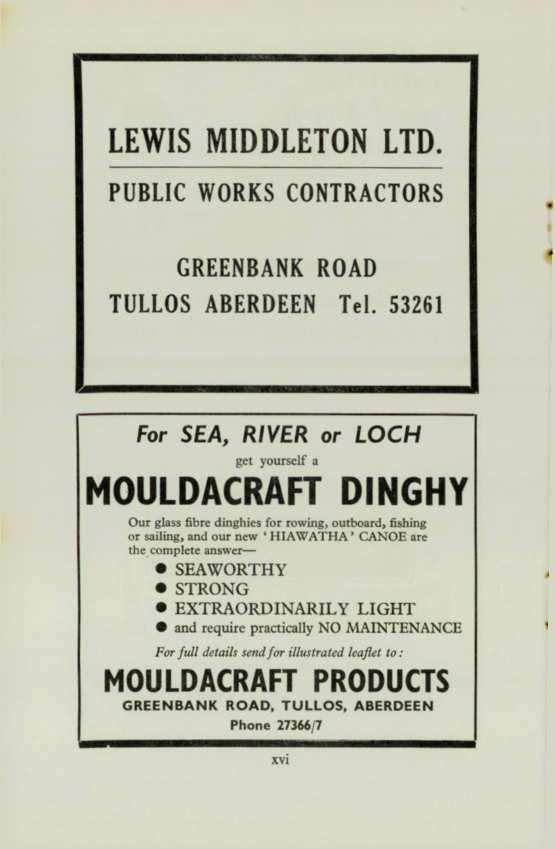 LEWIS MIDDLETON LTD.
PUBLIC WORKS CONTRACTORS
GREENBANK ROAD
TULLOS ABERDEEN Tel. 53261
For SEA, RIVER or LOCH
get yourself a
MOULDACRAFT DINGHY
Our glass fibre dinghies for rowing, outboard, fishing
or sailing, and our new ' HIAWATHA ' CANOE are
the complete answer—
● SEAWORTHY
● STRONG
● EXTRAORDINARILY LIGHT
● and require practically NO MAINTENANCE
For full details send for illustrated leaflet to :
MOULDACRAFT PRODUCTS
GREENBANK ROAD, TULLOS, ABERDEEN
Phone 27366/7
xvi